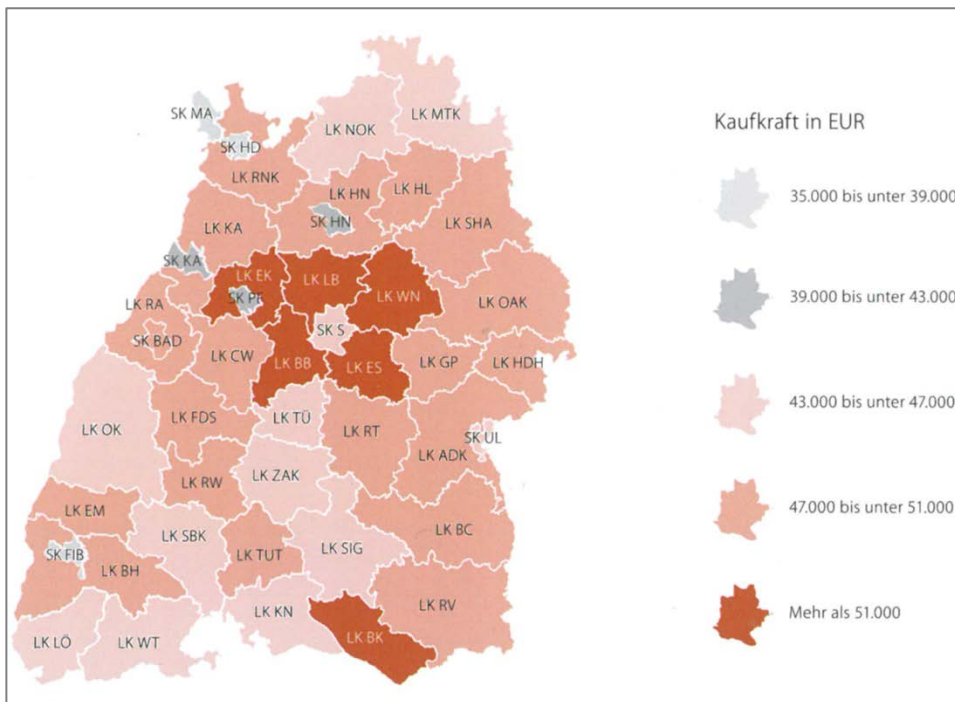 SK MA
LK NOK
LK MTK
SK HD
LK RNK
LK HN
LK HL
SK HN
LK SHA
LK KA
SK KA
LK EK
LK LB
LK WN
SK PF
LK RA
LK OAK
SK S
SK BAD
LK CW
LK BB
LK ES
LK GP
LK HDH
LK OK
LK FDS
LK TÜ
LK RT
SK UL
LK ADK
LK RW
LK ZAK
LK EM
LK SBK
LK BC
SK FIB
LK BH
LK TUT
LK SIG
LK KN
LK RV
LK LÖ
LK WT
LK BK
Kaufkraft in EUR
35.000 bis unter 39.000
39.000 bis unter 43.000
43.000 bis unter 47.000
47.000 bis unter 51.000
Mehr als 51.000